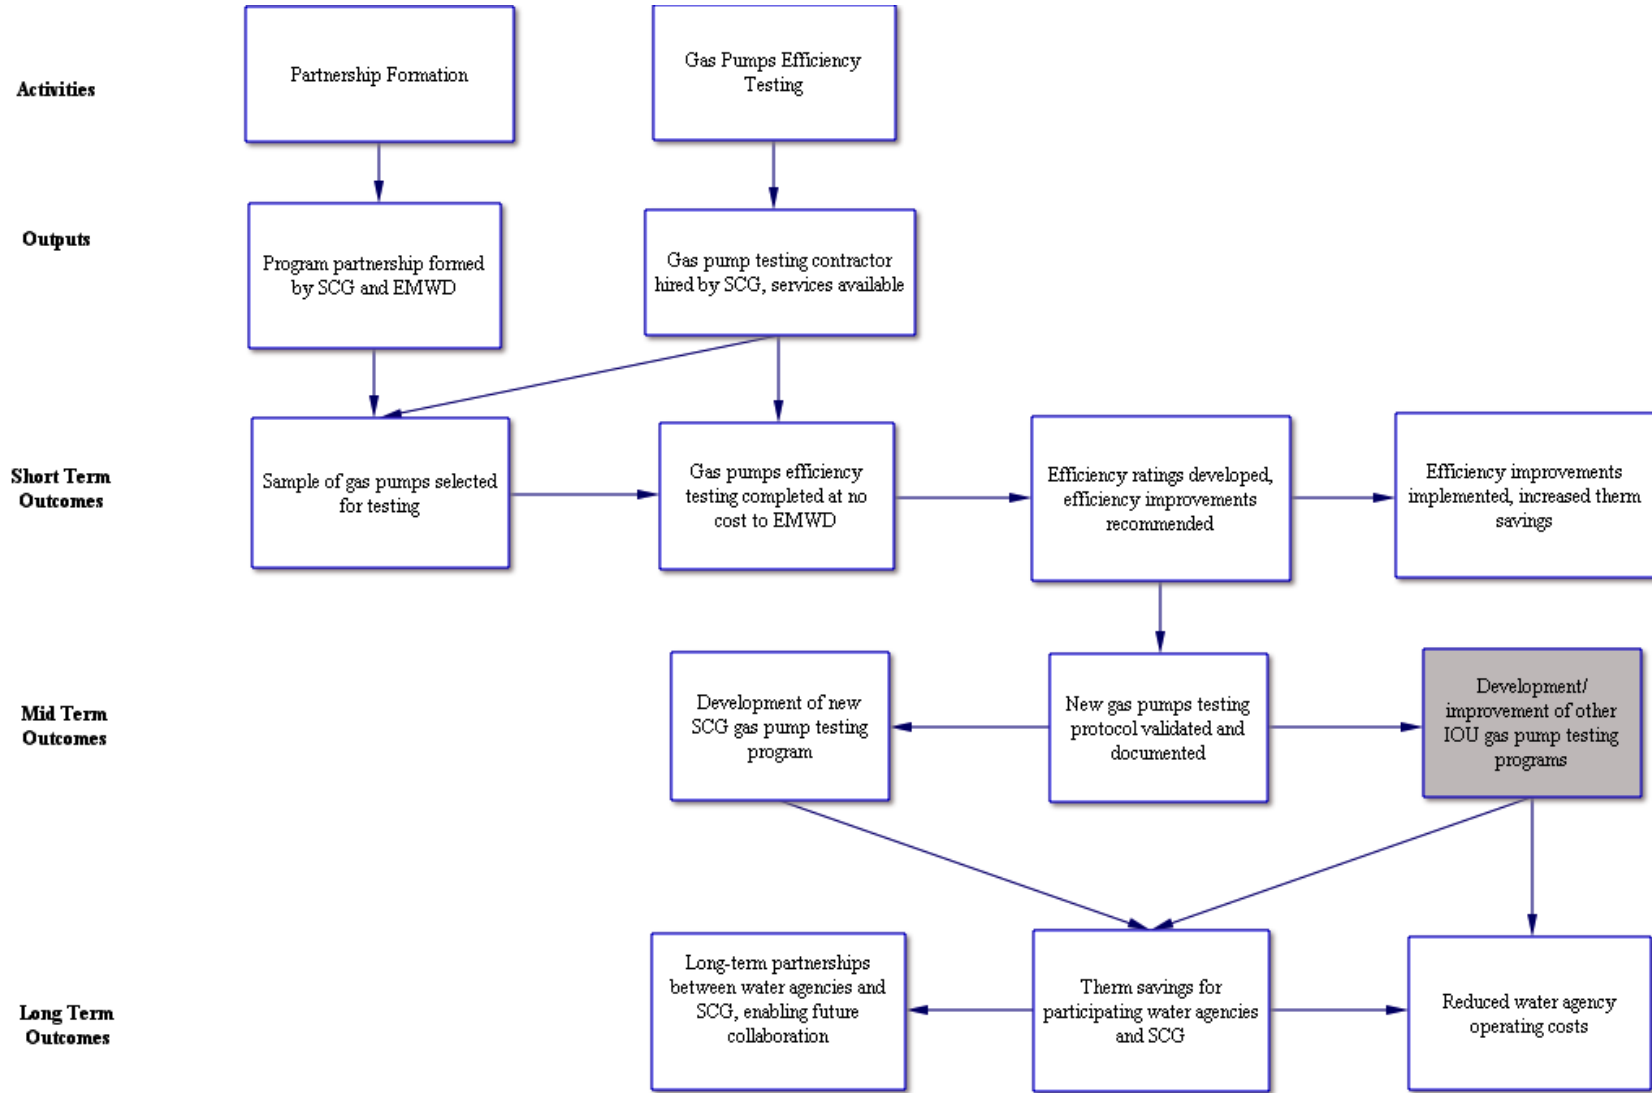 Activities
Partnership Formation
Gas Pumps Efficiency
Testing
Outputs
Program partnership formed
by SCG and EMWD
Gas pump testing contractor
hired by SCG, services available
Short Term
Outcomes
Sample of gas pumps selected
for testing
Gas pumps efficiency
testing completed at no
cost to EMWD
Efficiency ratings developed,
efficiency improvements
recommended
Efficiency improvements
implemented, increased therm
savings
Mid Term
Outcomes
Development of new
SCG gas pump testing
program
New gas pumps testing
protocol validated and
documented
Development/
improvement of other
IOU gas pump testing
programs
Long Term
Outcomes
Long-term partnerships
between water agencies and
SCG, enabling future
collaboration
Therm savings for
participating water agencies
and SCG
Reduced water agency
operating costs